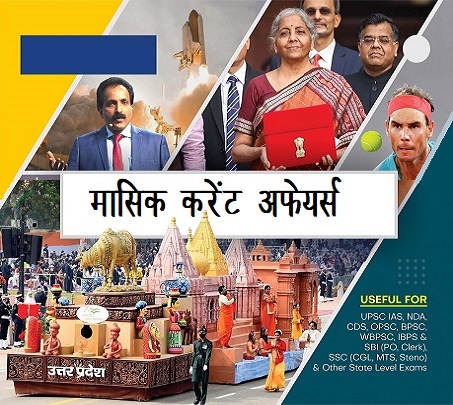 मासिक करेंट अफेयर्स
उत्तर प्रदेश
USEFUL FOR
UPSC IAS, NDA,
CDS, OPSC, BPSC,
WBPSC, IBPS &
SBI (PO, Clerk),
SSC (CGL, MTS, Steno)
& Other State Level Exams